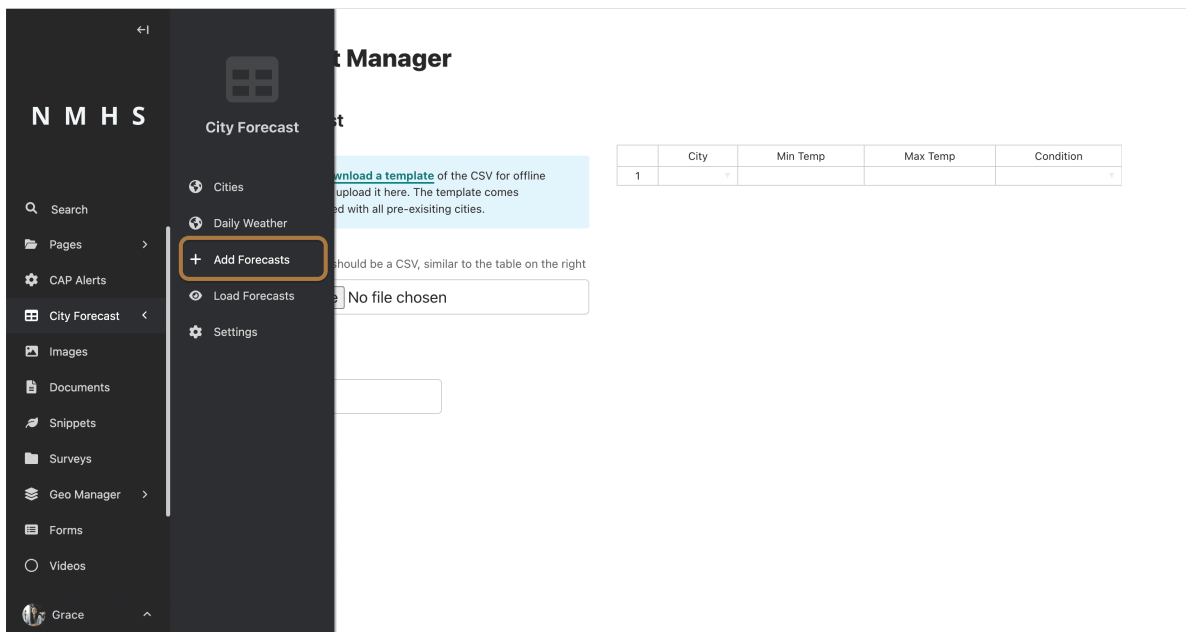 N M H S
Search
Pages
CAP Alerts
City Forecast
Images
Documents
Snippets
Surveys
Geo Manager
Forms
Videos
Grace
City Forecast
Cities
Daily Weather
Add Forecasts
Load Forecasts
Settings
t Manager
st
wnload a template of the CSV for offline
upload it here. The template comes
ed with all pre-exisiting cities.
should be a CSV, similar to the table on the right
No file chosen
City Min Temp Max Temp Condition
1